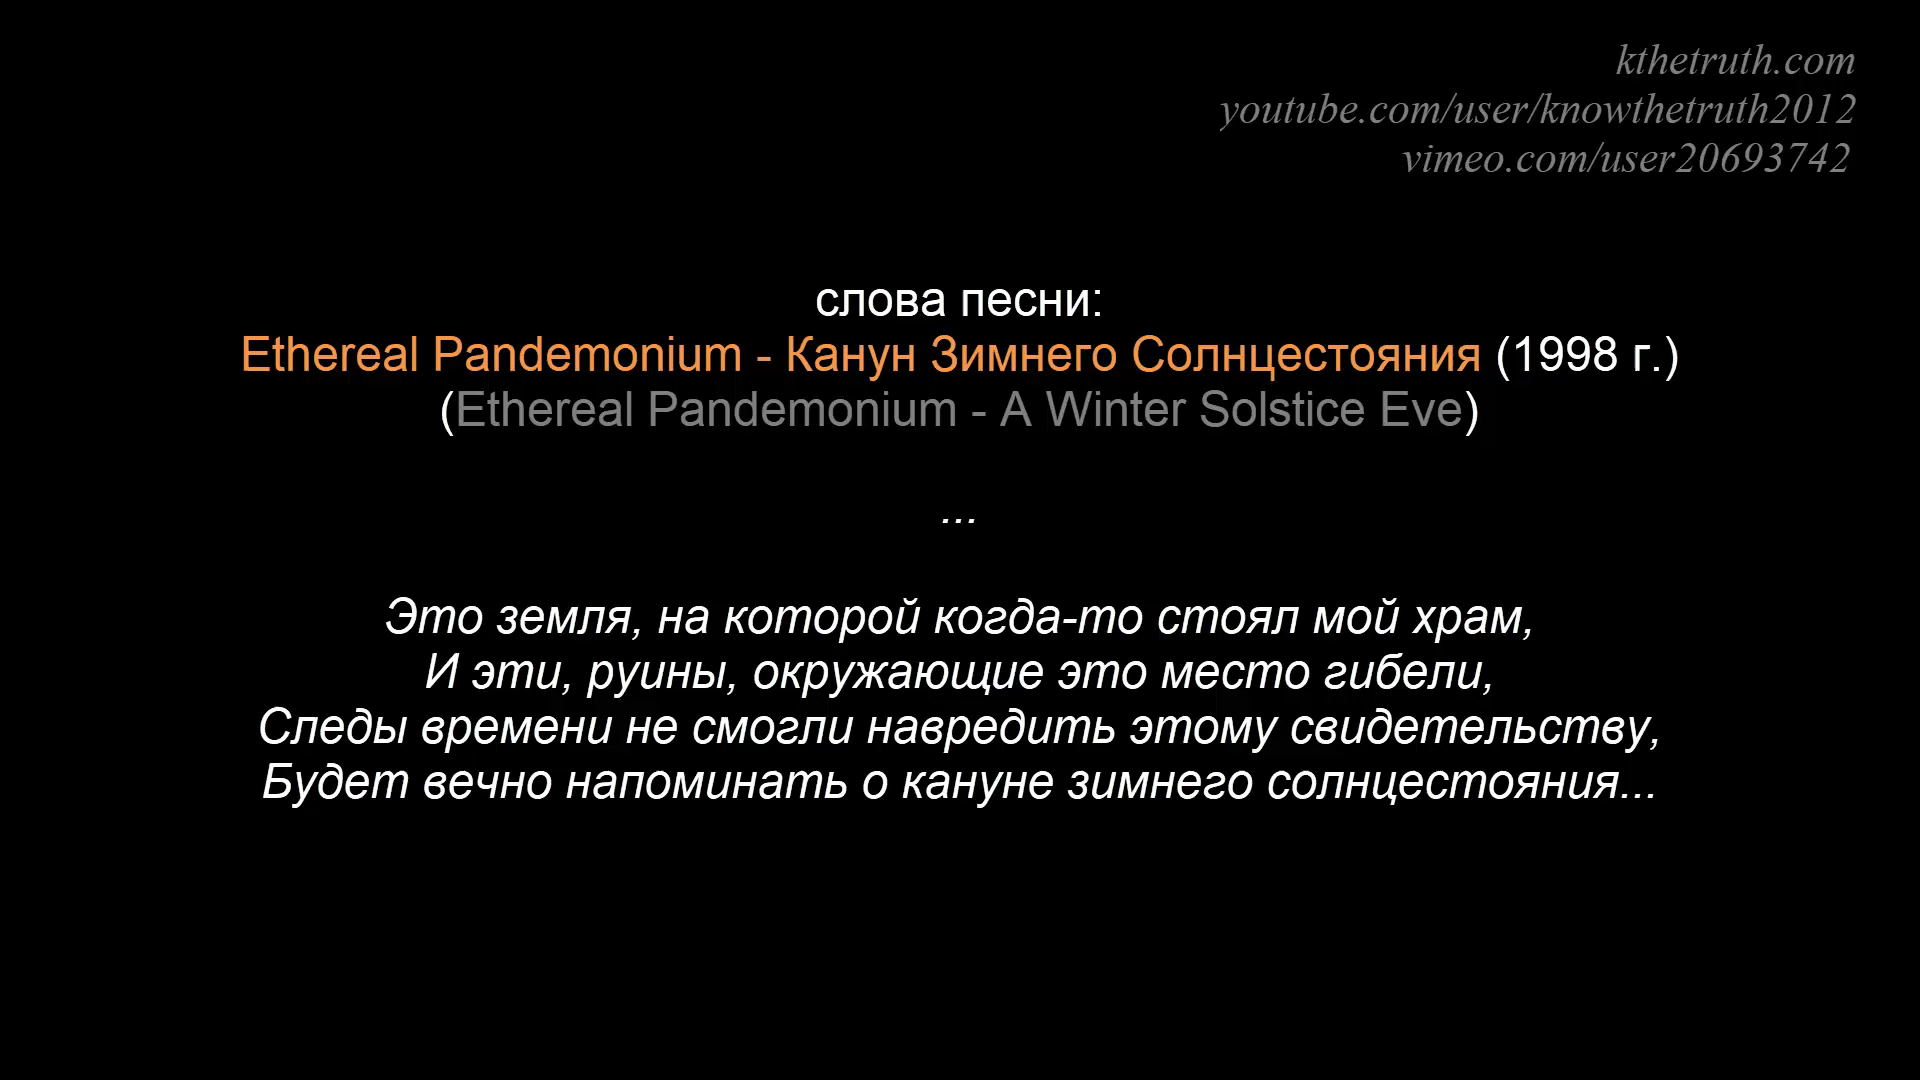 kthetruth.com
youtube.com/user/knowthetruth2012
vimeo.com/user20693742
слова песни:
Ethereal Pandemonium - Канун Зимнего Солнцестояния (1998 г.)
(Ethereal Pandemonium - A Winter Solstice Eve)
...
Это земля, на которой когда-то стоял мой храм,
И эти, руины, окружающие это место гибели,
Следы времени не смогли навредить этому свидетельству,
Будет вечно напоминать о кануне зимнего солнцестояния...